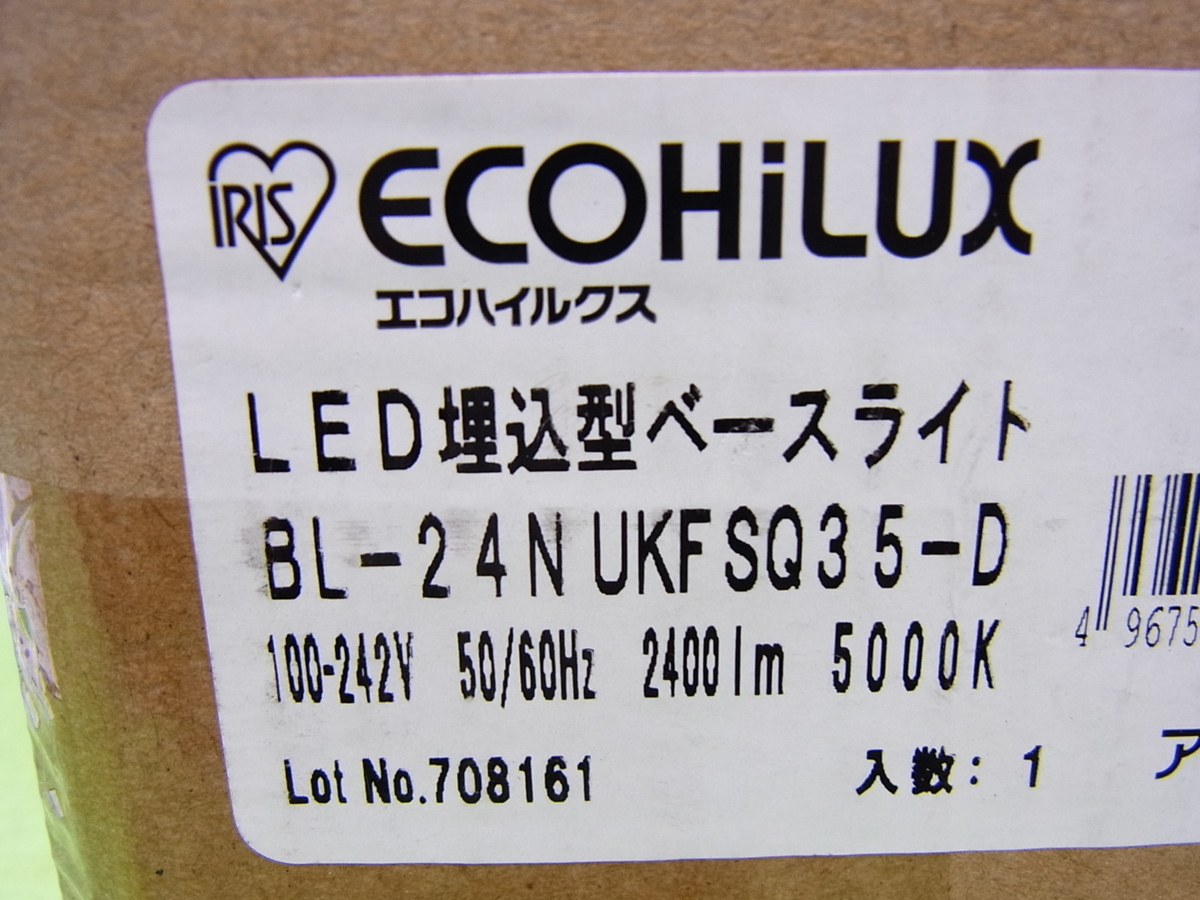 IRIS ECOHiLUX
エコハイルクス
LED埋込型ベースライト
BL-24NUKFSQ35-D
100-242V 50/60Hz 2400lm 5000K
4 9675
Lot No.708161 入数: 1 ア